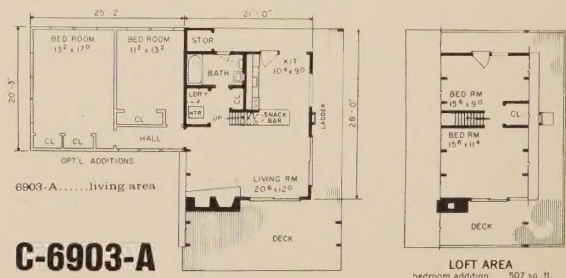 25'-2
21'-0"
BED ROOM
13² x 17⁰
BED ROOM
11² x 13²
STOR
BATH
KIT
10⁴ x 9⁰
LDR'Y
HTR
CL
UP
SNACK BAR
LADDER
20'-3"
28'-0"
CL
CL
CL
HALL
OPT'L ADDITIONS
LIVING RM
20⁶ x 12⁰
6903-A......living area
DECK
C-6903-A
BED RM
15⁶ x 9⁰
CL
BED RM
15⁶ x 11⁴
DECK
LOFT AREA
bedroom addition 507 sq. ft.